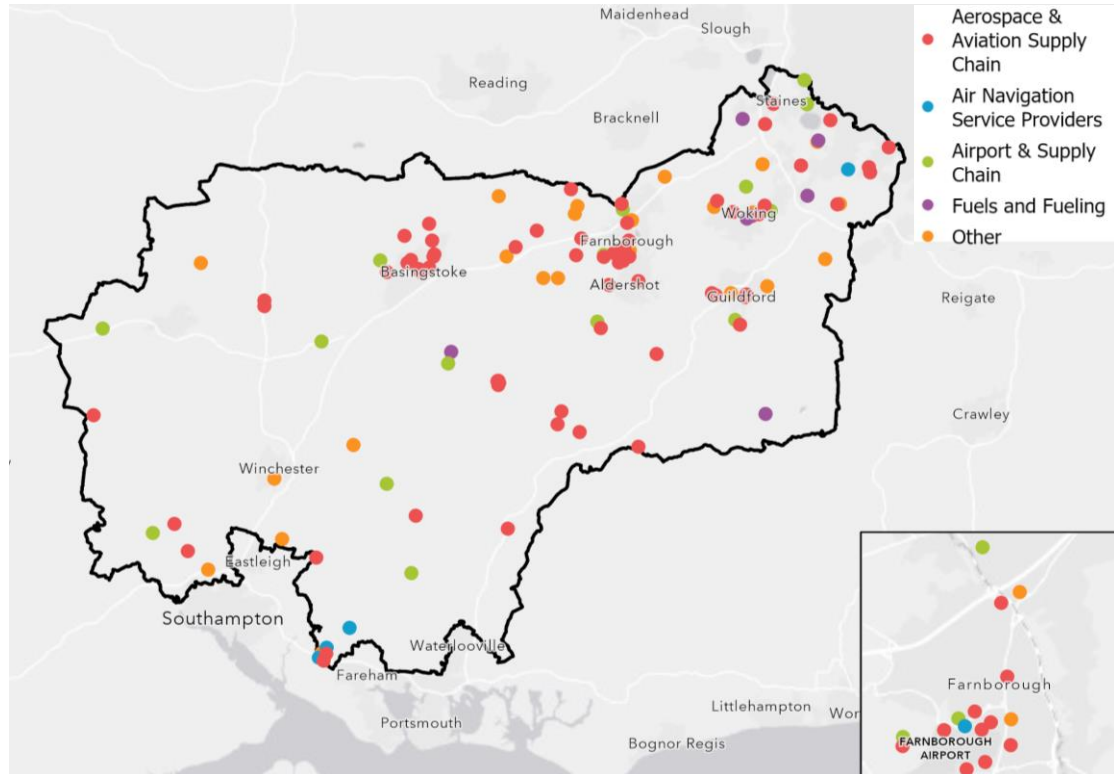 Maidenhead
Slough
Reading
Bracknell
Staines
Woking
Farnborough
Basingstoke
Aldershot
Guildford
Reigate
Crawley
Winchester
Eastleigh
Southampton
Waterlooville
Fareham
Portsmouth
Littlehampton
Wor
Bognor Regis
Aerospace &
Aviation Supply
Chain
Air Navigation
Service Providers
Airport & Supply
Chain
Fuels and Fueling
Other
Farnborough
FARNBOROUGH
AIRPORT